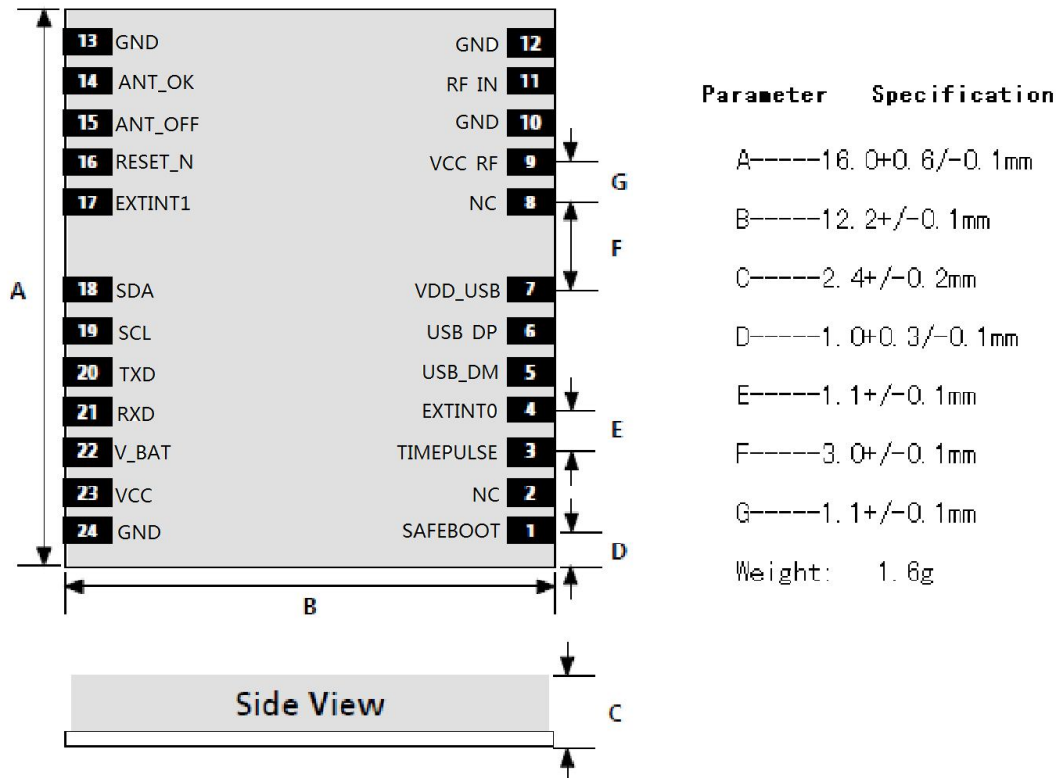 13 GND GND 12
14 ANT_OK RF IN 11
15 ANT_OFF GND 10
16 RESET_N VCC RF 9
17 EXTINT1 NC 8
18 SDA VDD_USB 7
19 SCL USB DP 6
20 TXD USB_DM 5
21 RXD EXTINT0 4
22 V_BAT TIMEPULSE 3
23 VCC NC 2
24 GND SAFEBOOT 1
A
G
F
E
D
B
Side View
C
Parameter Specification
A-----16.0+0.6/-0.1mm
B-----12.2+/-0.1mm
C-----2.4+/-0.2mm
D-----1.0+0.3/-0.1mm
E-----1.1+/-0.1mm
F-----3.0+/-0.1mm
G-----1.1+/-0.1mm
Weight: 1.6g